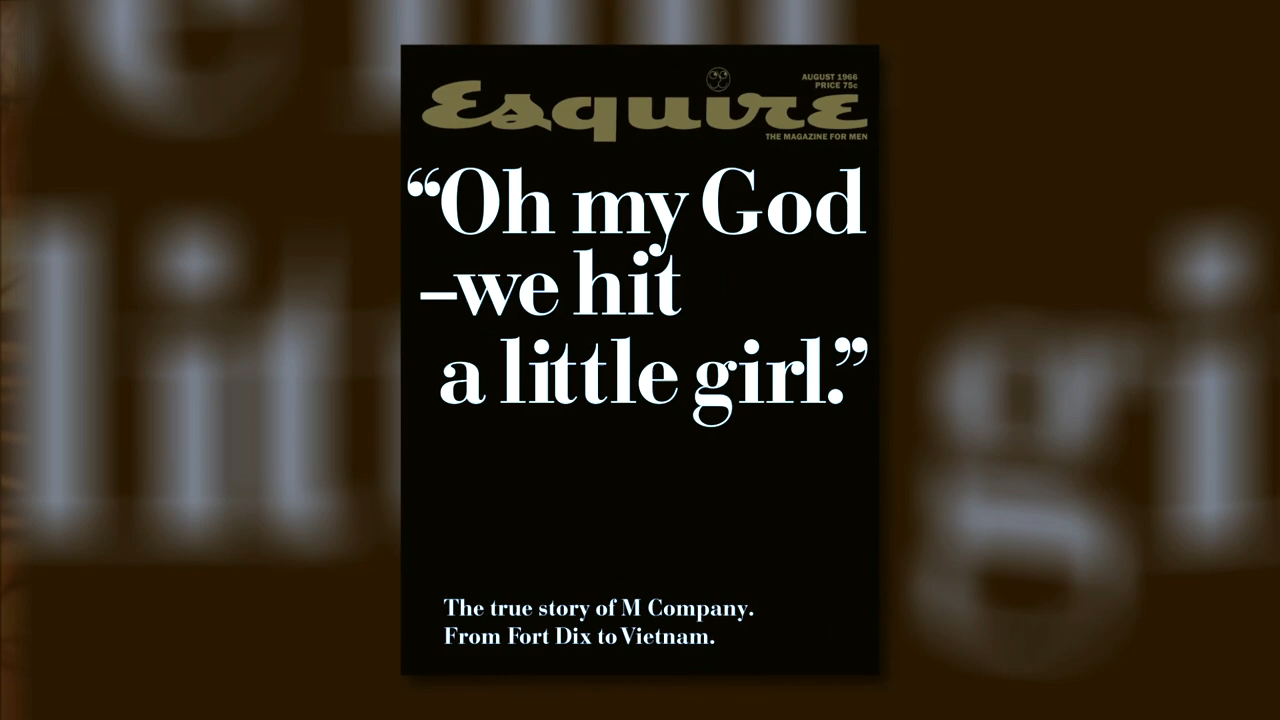 AUGUST 1966
PRICE 75c
Esquire
THE MAGAZINE FOR MEN
“Oh my God
–we hit
a little girl.”
The true story of M Company.
From Fort Dix to Vietnam.